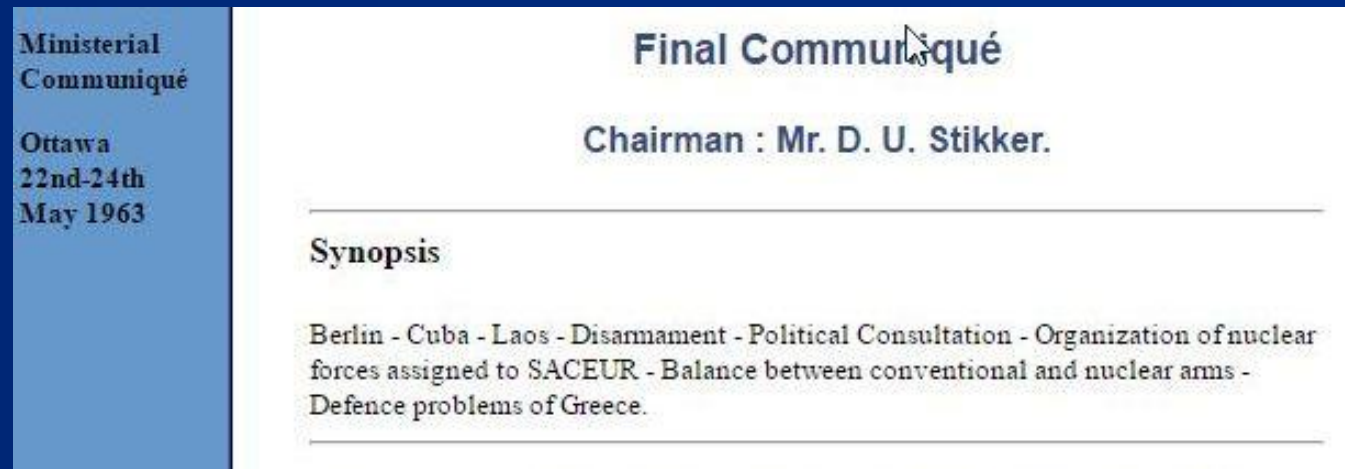 Ministerial
Communiqué
Ottawa
22nd-24th
May 1963
Final Communiqué
Chairman : Mr. D. U. Stikker.
Synopsis
Berlin - Cuba - Laos - Disarmament - Political Consultation - Organization of nuclear
forces assigned to SACEUR - Balance between conventional and nuclear arms -
Defence problems of Greece.